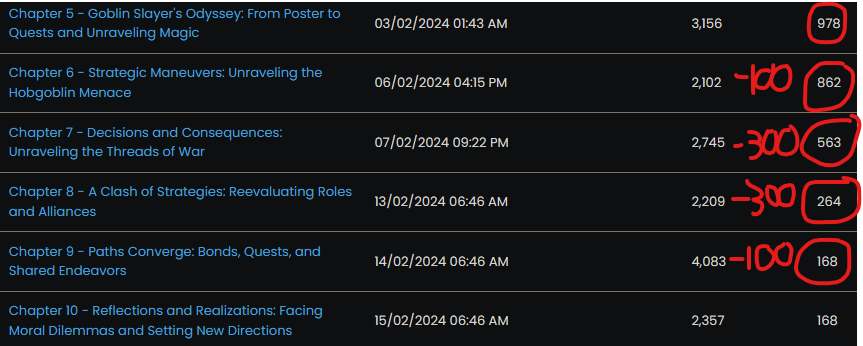 Chapter 5 - Goblin Slayer's Odyssey: From Poster to
Quests and Unraveling Magic
03/02/2024 01:43 AM
3,156
978
Chapter 6 - Strategic Maneuvers: Unraveling the
Hobgoblin Menace
06/02/2024 04:15 PM
2,102
-100
862
Chapter 7 - Decisions and Consequences:
Unraveling the Threads of War
07/02/2024 09:22 PM
2,745
-300
563
Chapter 8 - A Clash of Strategies: Reevaluating Roles
and Alliances
13/02/2024 06:46 AM
2,209
-300
264
Chapter 9 - Paths Converge: Bonds, Quests, and
Shared Endeavors
14/02/2024 06:46 AM
4,083
-100
168
Chapter 10 - Reflections and Realizations: Facing
Moral Dilemmas and Setting New Directions
15/02/2024 06:46 AM
2,357
168